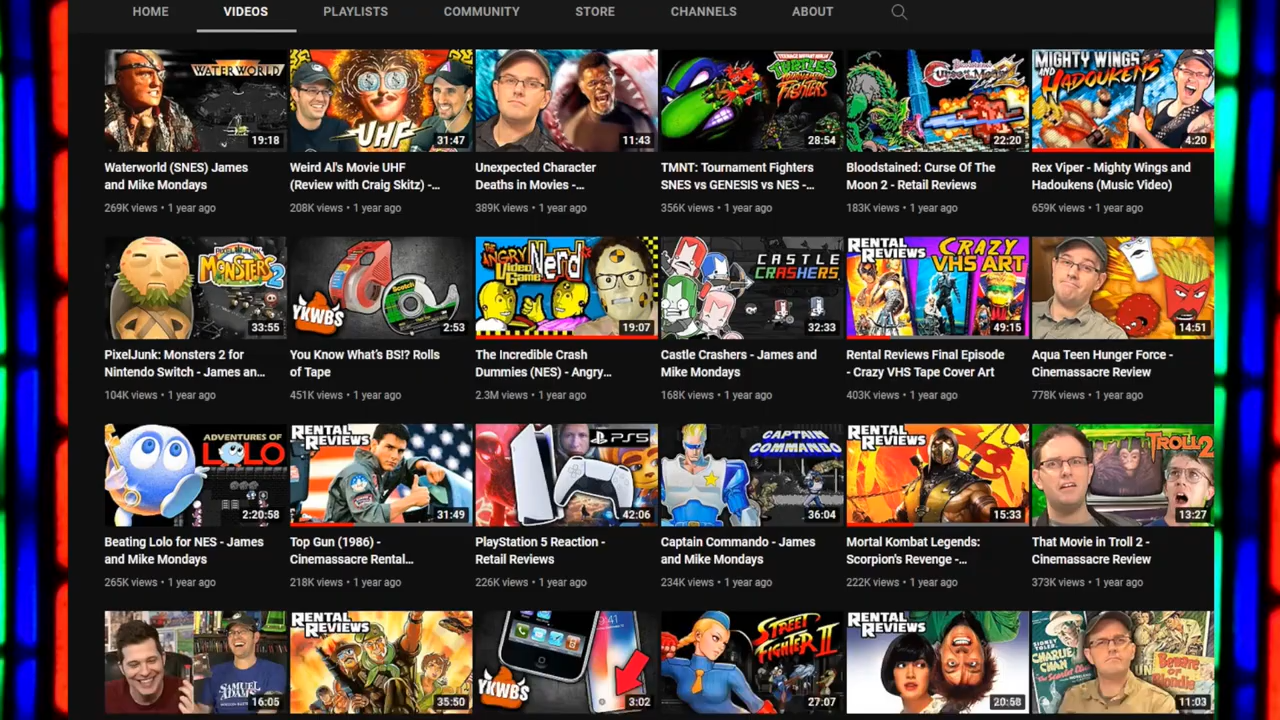 HOME VIDEOS PLAYLISTS COMMUNITY STORE CHANNELS ABOUT
WATERWORLD
19:18
UHF
31:47
11:43
TEENAGE MUTANT NINJA
TURTLES
TOURNAMENT
FIGHTERS
28:54
Bloodstained
Curse of the Moon 2
22:20
MIGHTY WINGS
AND
HADOUKENS
4:20
Waterworld (SNES) James
and Mike Mondays
269K views • 1 year ago
Weird Al's Movie UHF
(Review with Craig Skitz) -...
208K views • 1 year ago
Unexpected Character
Deaths in Movies -...
389K views • 1 year ago
TMNT: Tournament Fighters
SNES vs GENESIS vs NES -...
356K views • 1 year ago
Bloodstained: Curse Of The
Moon 2 - Retail Reviews
183K views • 1 year ago
Rex Viper - Mighty Wings and
Hadoukens (Music Video)
659K views • 1 year ago
PIXELJUNK
MONSTERS 2
33:55
YKWBS
Scotch
2:53
THE ANGRY
Video Game
Nerd
19:07
CASTLE
CRASHERS
32:33
RENTAL
REVIEWS
CRAZY
VHS ART
49:15
14:51
PixelJunk: Monsters 2 for
Nintendo Switch - James an...
104K views • 1 year ago
You Know What's BS!? Rolls
of Tape
451K views • 1 year ago
The Incredible Crash
Dummies (NES) - Angry...
2.3M views • 1 year ago
Castle Crashers - James and
Mike Mondays
168K views • 1 year ago
Rental Reviews Final Episode
- Crazy VHS Tape Cover Art
403K views • 1 year ago
Aqua Teen Hunger Force -
Cinemassacre Review
778K views • 1 year ago
ADVENTURES OF
LOLO
2:20:58
RENTAL
REVIEWS
31:49
PS5
42:06
CAPTAIN
COMMANDO
36:04
RENTAL
REVIEWS
15:33
TROLL 2
13:27
Beating Lolo for NES - James
and Mike Mondays
265K views • 1 year ago
Top Gun (1986) -
Cinemassacre Rental...
218K views • 1 year ago
PlayStation 5 Reaction -
Retail Reviews
226K views • 1 year ago
Captain Commando - James
and Mike Mondays
234K views • 1 year ago
Mortal Kombat Legends:
Scorpion's Revenge -...
222K views • 1 year ago
That Movie in Troll 2 -
Cinemassacre Review
373K views • 1 year ago
SAMUEL
ADAMS
16:05
RENTAL
REVIEWS
35:50
YKWBS
9:41
3:02
STREET
FIGHTER II
27:07
RENTAL
REVIEWS
20:58
SIDNEY
TOLER
CHARLIE
CHAN
Beware
of Blondie
11:03